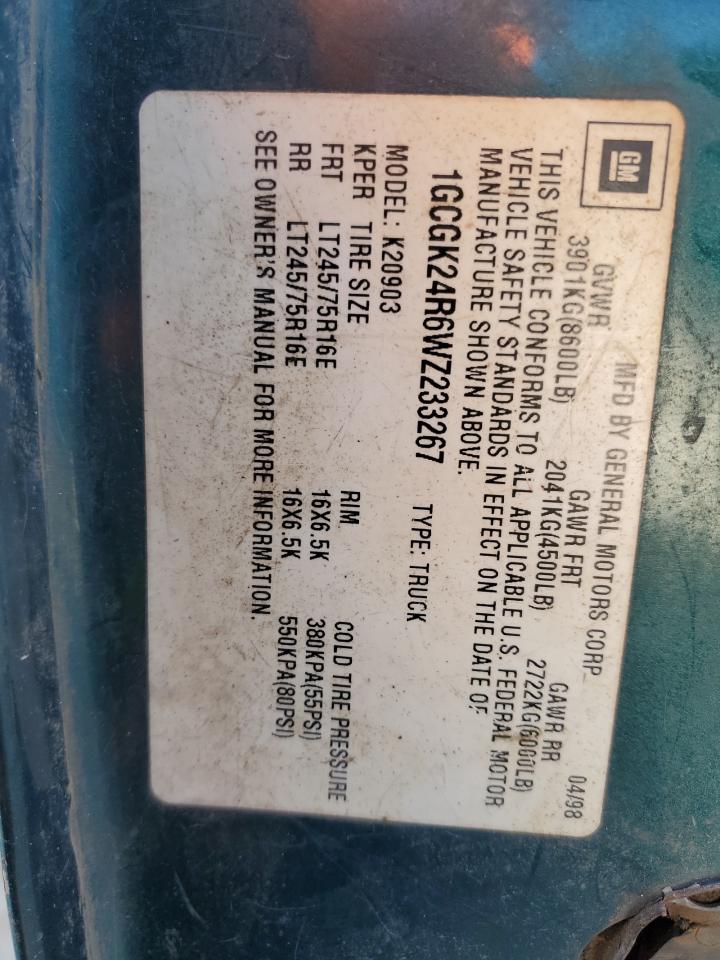 GM
MFD BY GENERAL MOTORS CORP
04/98
GVWR GAWR FRT GAWR RR
3901KG(8600LB) 2041KG(4500LB) 2722KG(6000LB)
THIS VEHICLE CONFORMS TO ALL APPLICABLE U.S. FEDERAL MOTOR
VEHICLE SAFETY STANDARDS IN EFFECT ON THE DATE OF
MANUFACTURE SHOWN ABOVE.
1GCGK24R6WZ233267 TYPE: TRUCK
MODEL: K20903
KPER TIRE SIZE RIM COLD TIRE PRESSURE
FRT LT245/75R16E 16X6.5K 380KPA(55PSI)
RR LT245/75R16E 16X6.5K 550KPA(80PSI)
SEE OWNER'S MANUAL FOR MORE INFORMATION.